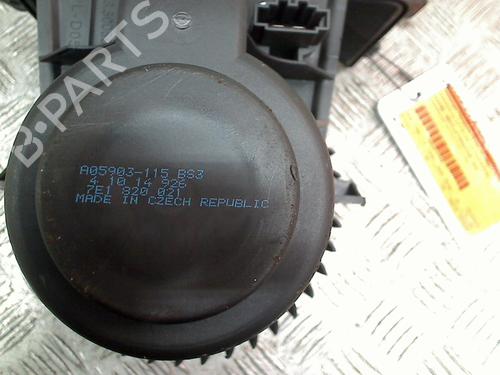 B-PARTS
A05903-115 BS3
4 10 14 926
7E1 820 021
MADE IN CZECH REPUBLIC